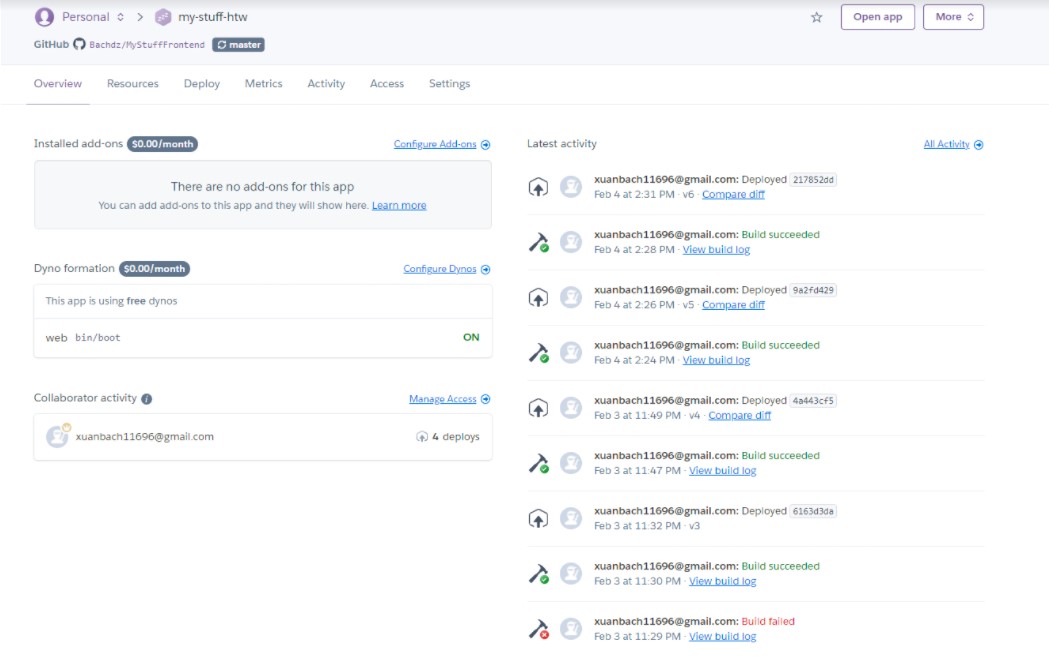 Personal > my-stuff-htw
Open app
More
GitHub Bachdz/MyStuffFrontend master
Overview Resources Deploy Metrics Activity Access Settings
Installed add-ons $0.00/month Configure Add-ons
There are no add-ons for this app
You can add add-ons to this app and they will show here. Learn more
Dyno formation $0.00/month Configure Dynos
This app is using free dynos
web bin/boot ON
Collaborator activity Manage Access
xuanbach11696@gmail.com 4 deploys
Latest activity All Activity
xuanbach11696@gmail.com: Deployed 217852dd
Feb 4 at 2:31 PM · v6 · Compare diff
xuanbach11696@gmail.com: Build succeeded
Feb 4 at 2:28 PM · View build log
xuanbach11696@gmail.com: Deployed 9a2fd429
Feb 4 at 2:26 PM · v5 · Compare diff
xuanbach11696@gmail.com: Build succeeded
Feb 4 at 2:24 PM · View build log
xuanbach11696@gmail.com: Deployed 4a443cf5
Feb 3 at 11:49 PM · v4 · Compare diff
xuanbach11696@gmail.com: Build succeeded
Feb 3 at 11:47 PM · View build log
xuanbach11696@gmail.com: Deployed 6163d3da
Feb 3 at 11:32 PM · v3
xuanbach11696@gmail.com: Build succeeded
Feb 3 at 11:30 PM · View build log
xuanbach11696@gmail.com: Build failed
Feb 3 at 11:29 PM · View build log